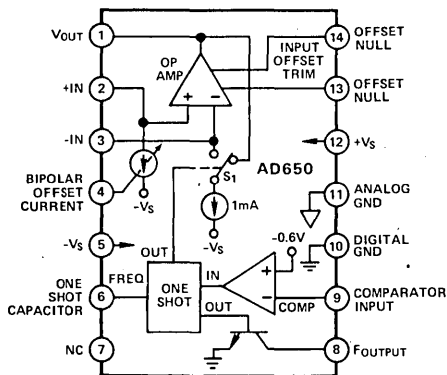 VOUT 1
+IN 2
-IN 3
BIPOLAR
OFFSET
CURRENT 4
-VS 5
ONE
SHOT
CAPACITOR 6
NC 7
OP
AMP
INPUT
OFFSET
TRIM
+ −
S1
AD650
1mA
-VS
-VS
-0.6V
OUT
FREQ
IN
ONE
SHOT
OUT
+
−
COMP
14 OFFSET
NULL
13 OFFSET
NULL
12 +VS
11 ANALOG
GND
10 DIGITAL
GND
9 COMPARATOR
INPUT
8 FOUTPUT